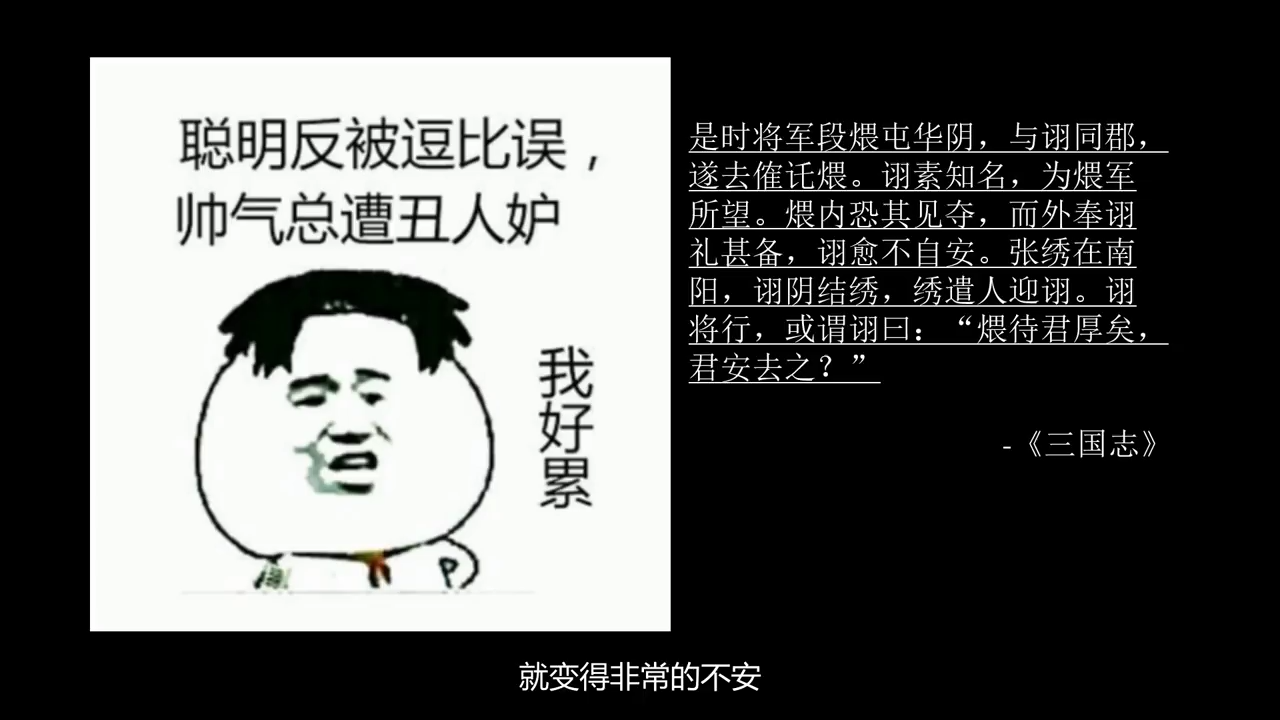 聪明反被逗比误，
帅气总遭丑人妒
我好累
是时将军段煨屯华阴，与诩同郡，
遂去傕讬煨。诩素知名，为煨军
所望。煨内恐其见夺，而外奉诩
礼甚备，诩愈不自安。张绣在南
阳，诩阴结绣，绣遣人迎诩。诩
将行，或谓诩曰：“煨待君厚矣，
君安去之？”
-《三国志》
就变得非常的不安